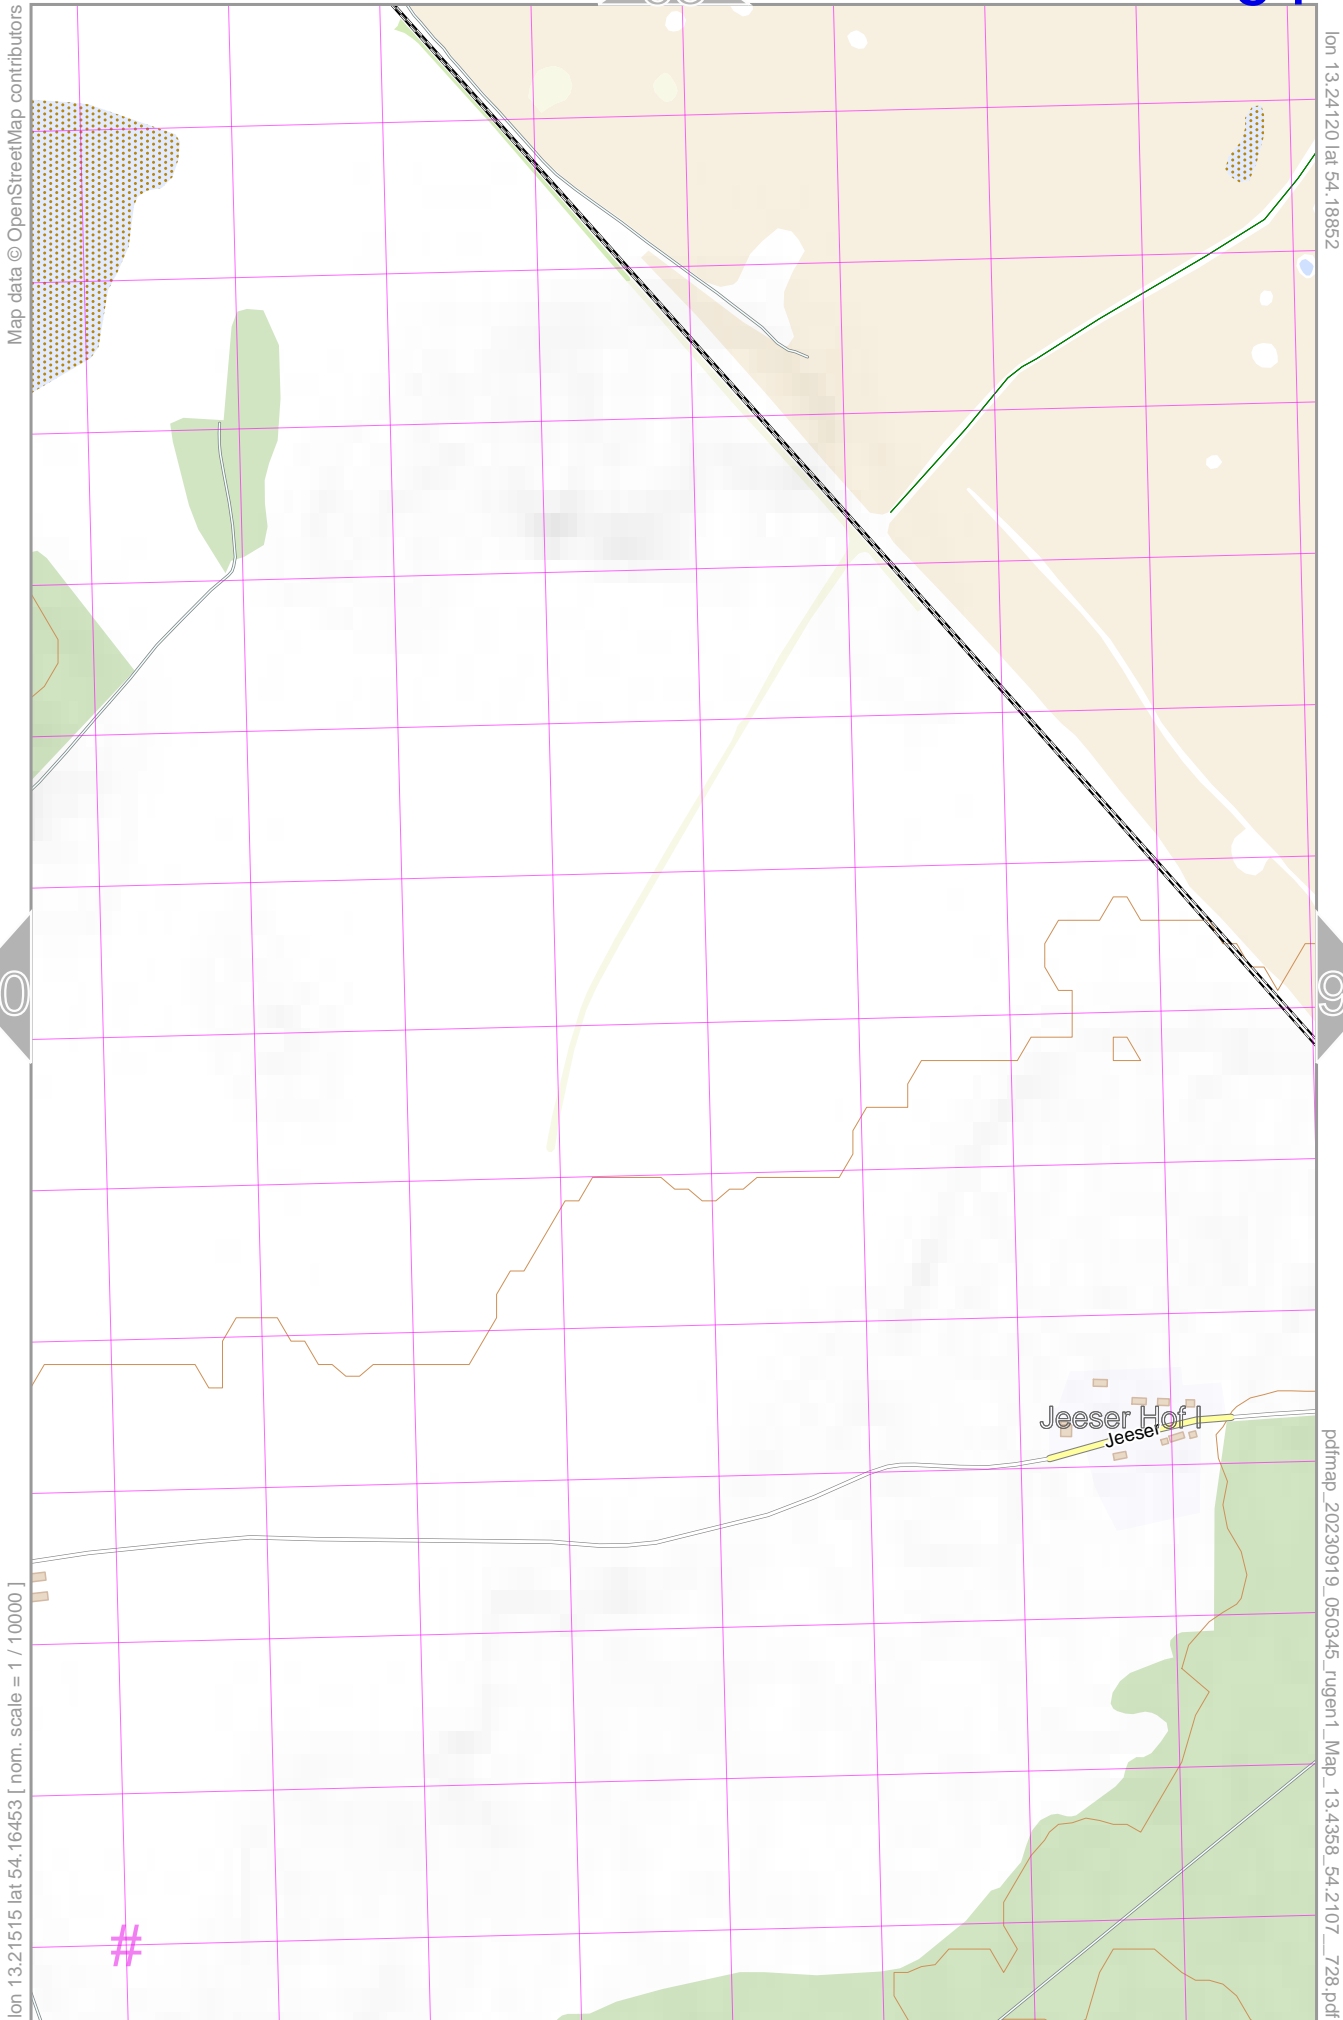 Map data © OpenStreetMap contributors
lon 13.24120 lat 54.18852
Jeeser Hof I
Jeeser
lon 13.21515 lat 54.16453 [ nom. scale = 1 / 10000 ]
pdfmap_20230919_050345_rugen1_Map_13.4358_54.2107__728.pdf
#